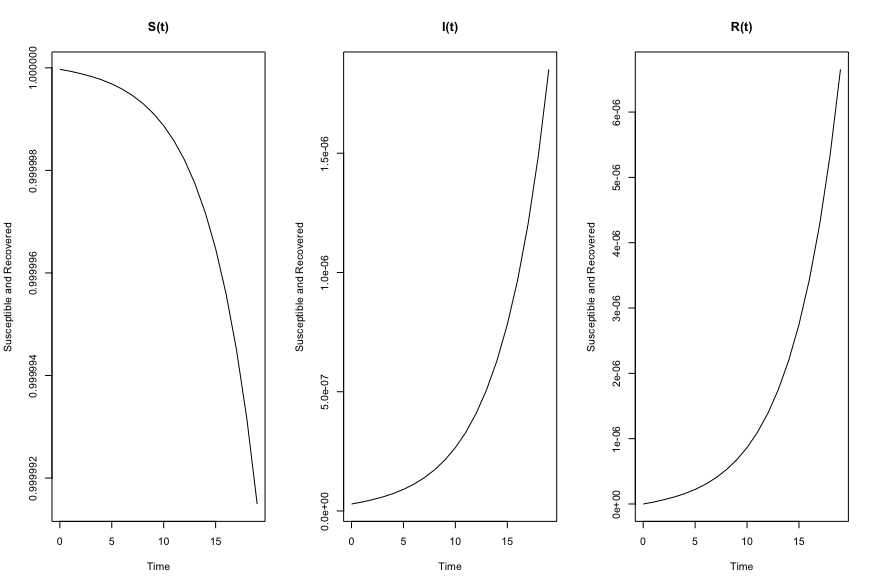 S(t)
Susceptible and Recovered
1.000000
0.999998
0.999996
0.999994
0.999992
0
5
10
15
Time
I(t)
Susceptible and Recovered
1.5e-06
1.0e-06
5.0e-07
0.0e+00
0
5
10
15
Time
R(t)
Susceptible and Recovered
6e-06
5e-06
4e-06
3e-06
2e-06
1e-06
0e+00
0
5
10
15
Time